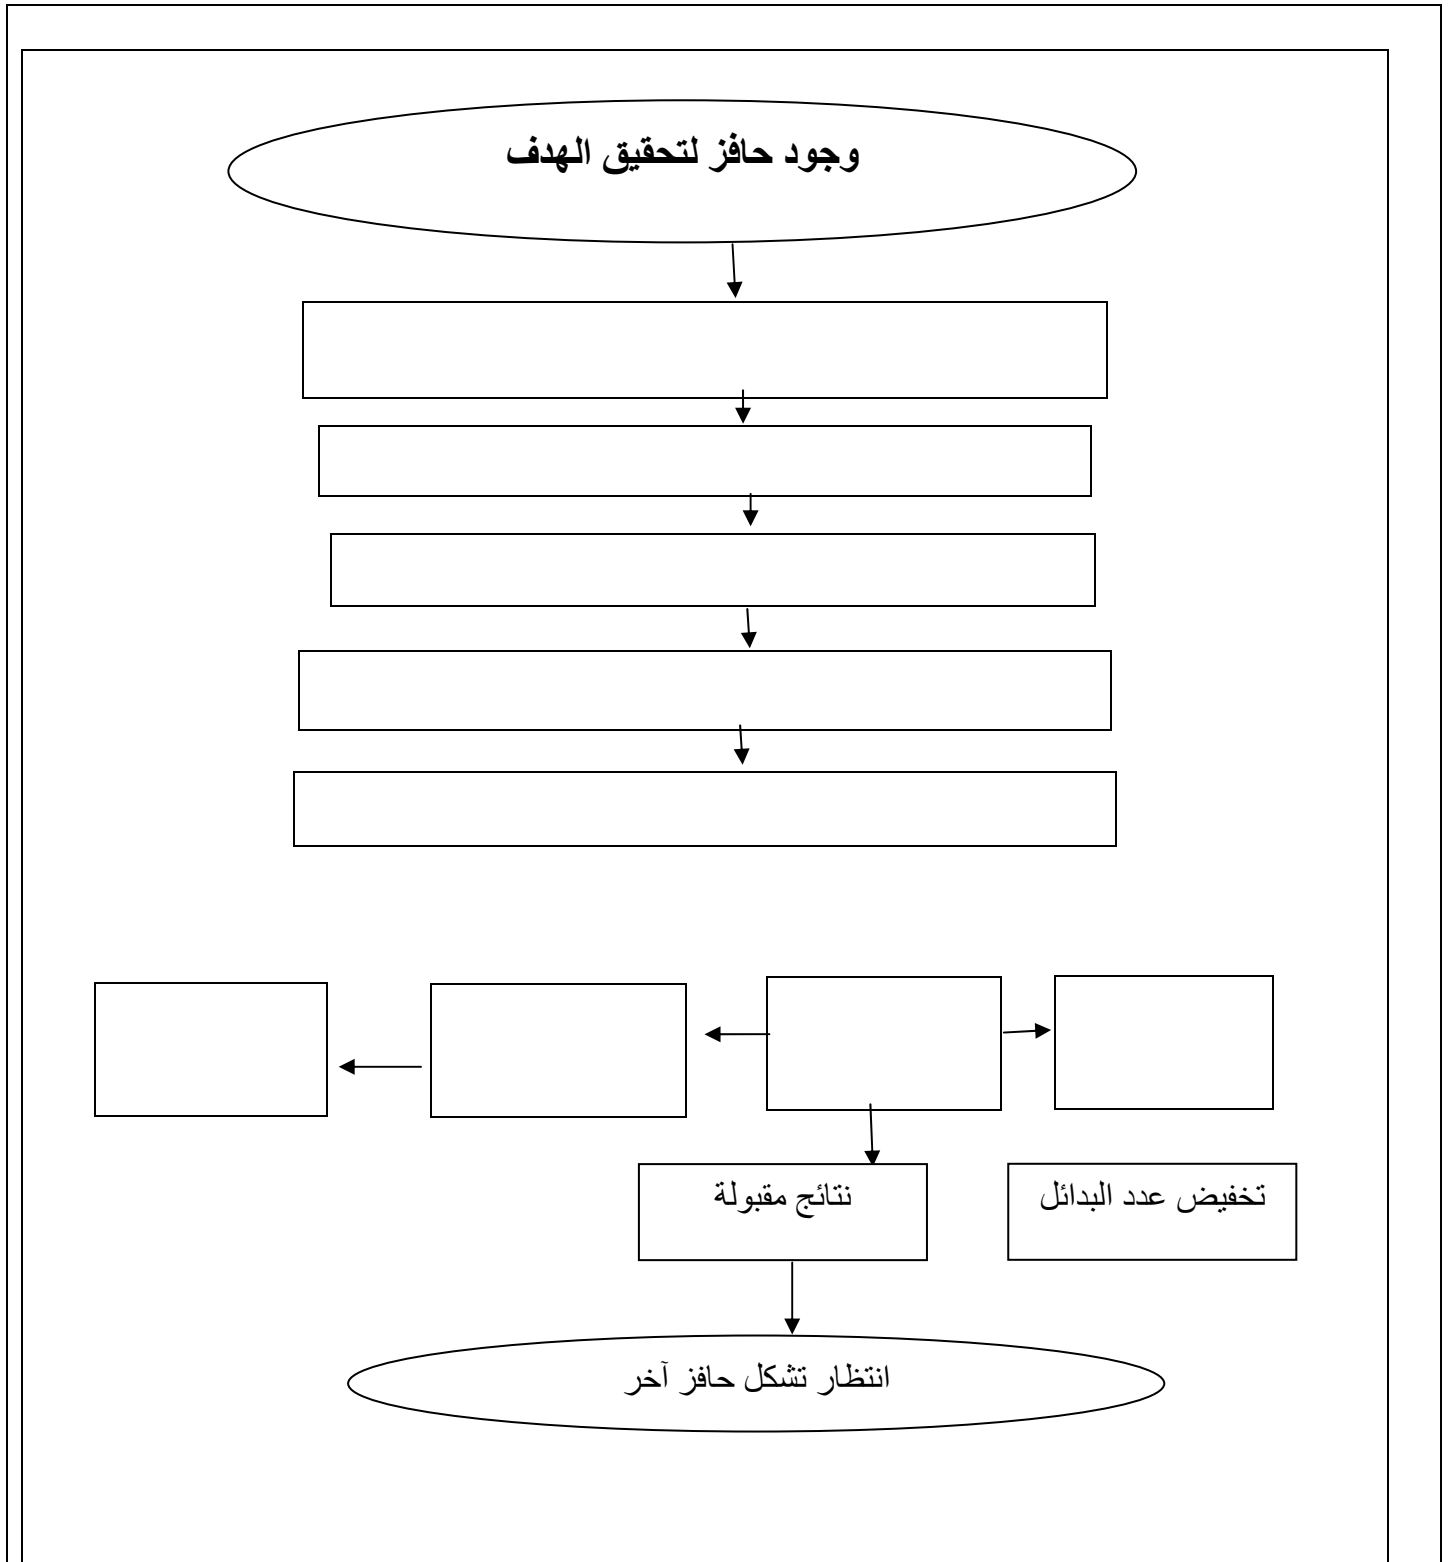 وجود حافز لتحقيق الهدف
تخفيض عدد البدائل
نتائج مقبولة
انتظار تشكل حافز آخر